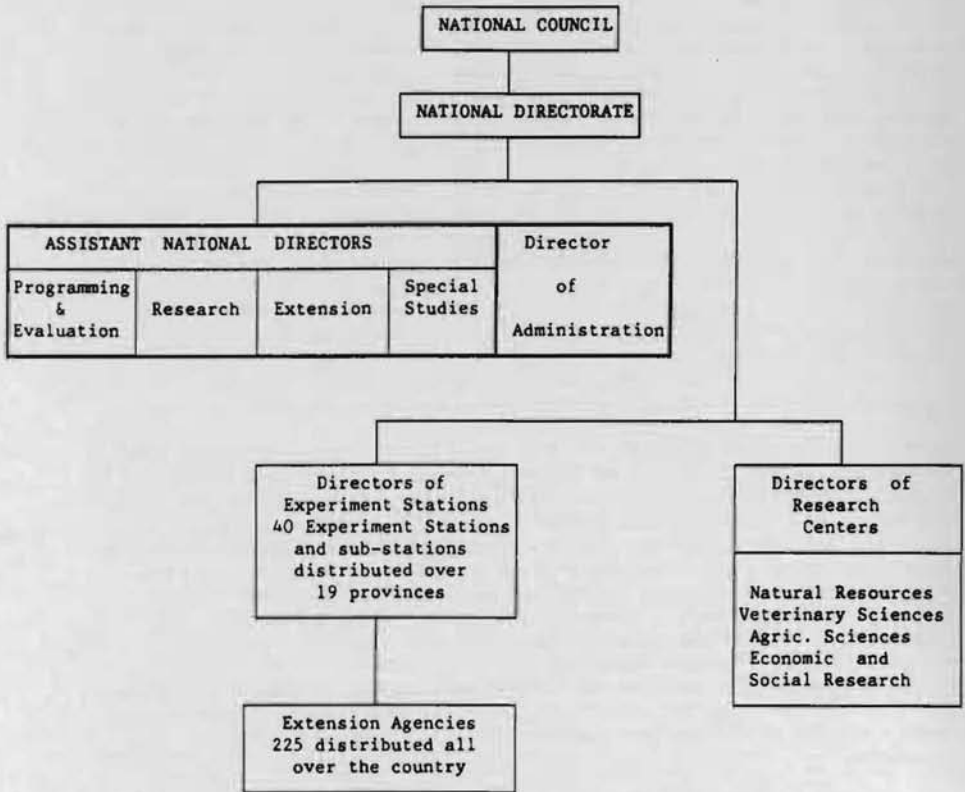 NATIONAL COUNCIL
NATIONAL DIRECTORATE
ASSISTANT NATIONAL DIRECTORS
Programming
&
Evaluation
Research
Extension
Special
Studies
Director
of
Administration
Directors of
Experiment Stations
40 Experiment Stations
and sub-stations
distributed over
19 provinces
Directors of
Research
Centers
Natural Resources
Veterinary Sciences
Agric. Sciences
Economic and
Social Research
Extension Agencies
225 distributed all
over the country